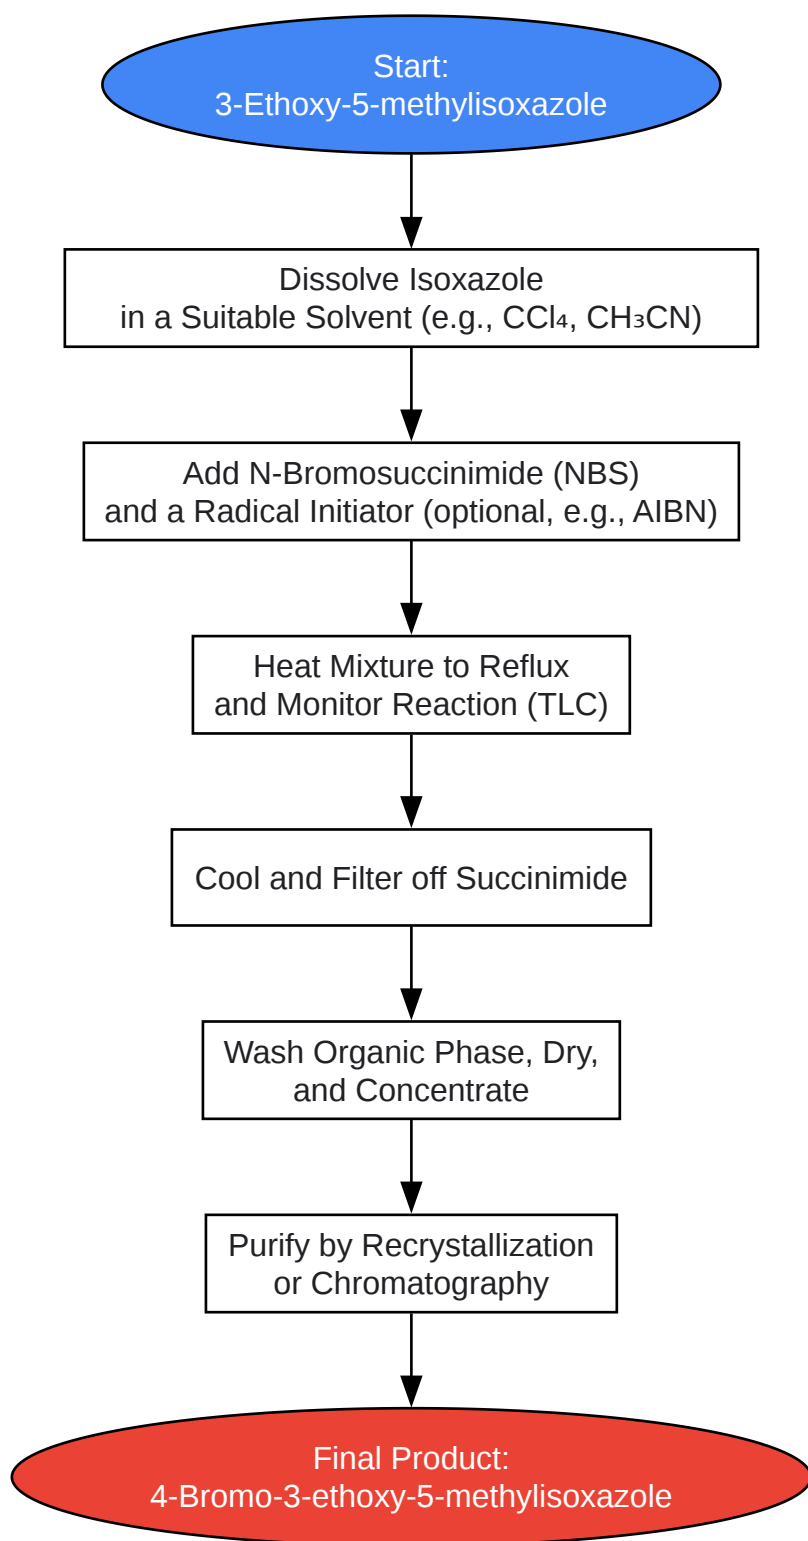 Start:
3-Ethoxy-5-methylisoxazole
Dissolve Isoxazole
in a Suitable Solvent (e.g., CCl₄, CH₃CN)
Add N-Bromosuccinimide (NBS)
and a Radical Initiator (optional, e.g., AIBN)
Heat Mixture to Reflux
and Monitor Reaction (TLC)
Cool and Filter off Succinimide
Wash Organic Phase, Dry,
and Concentrate
Purify by Recrystallization
or Chromatography
Final Product:
4-Bromo-3-ethoxy-5-methylisoxazole